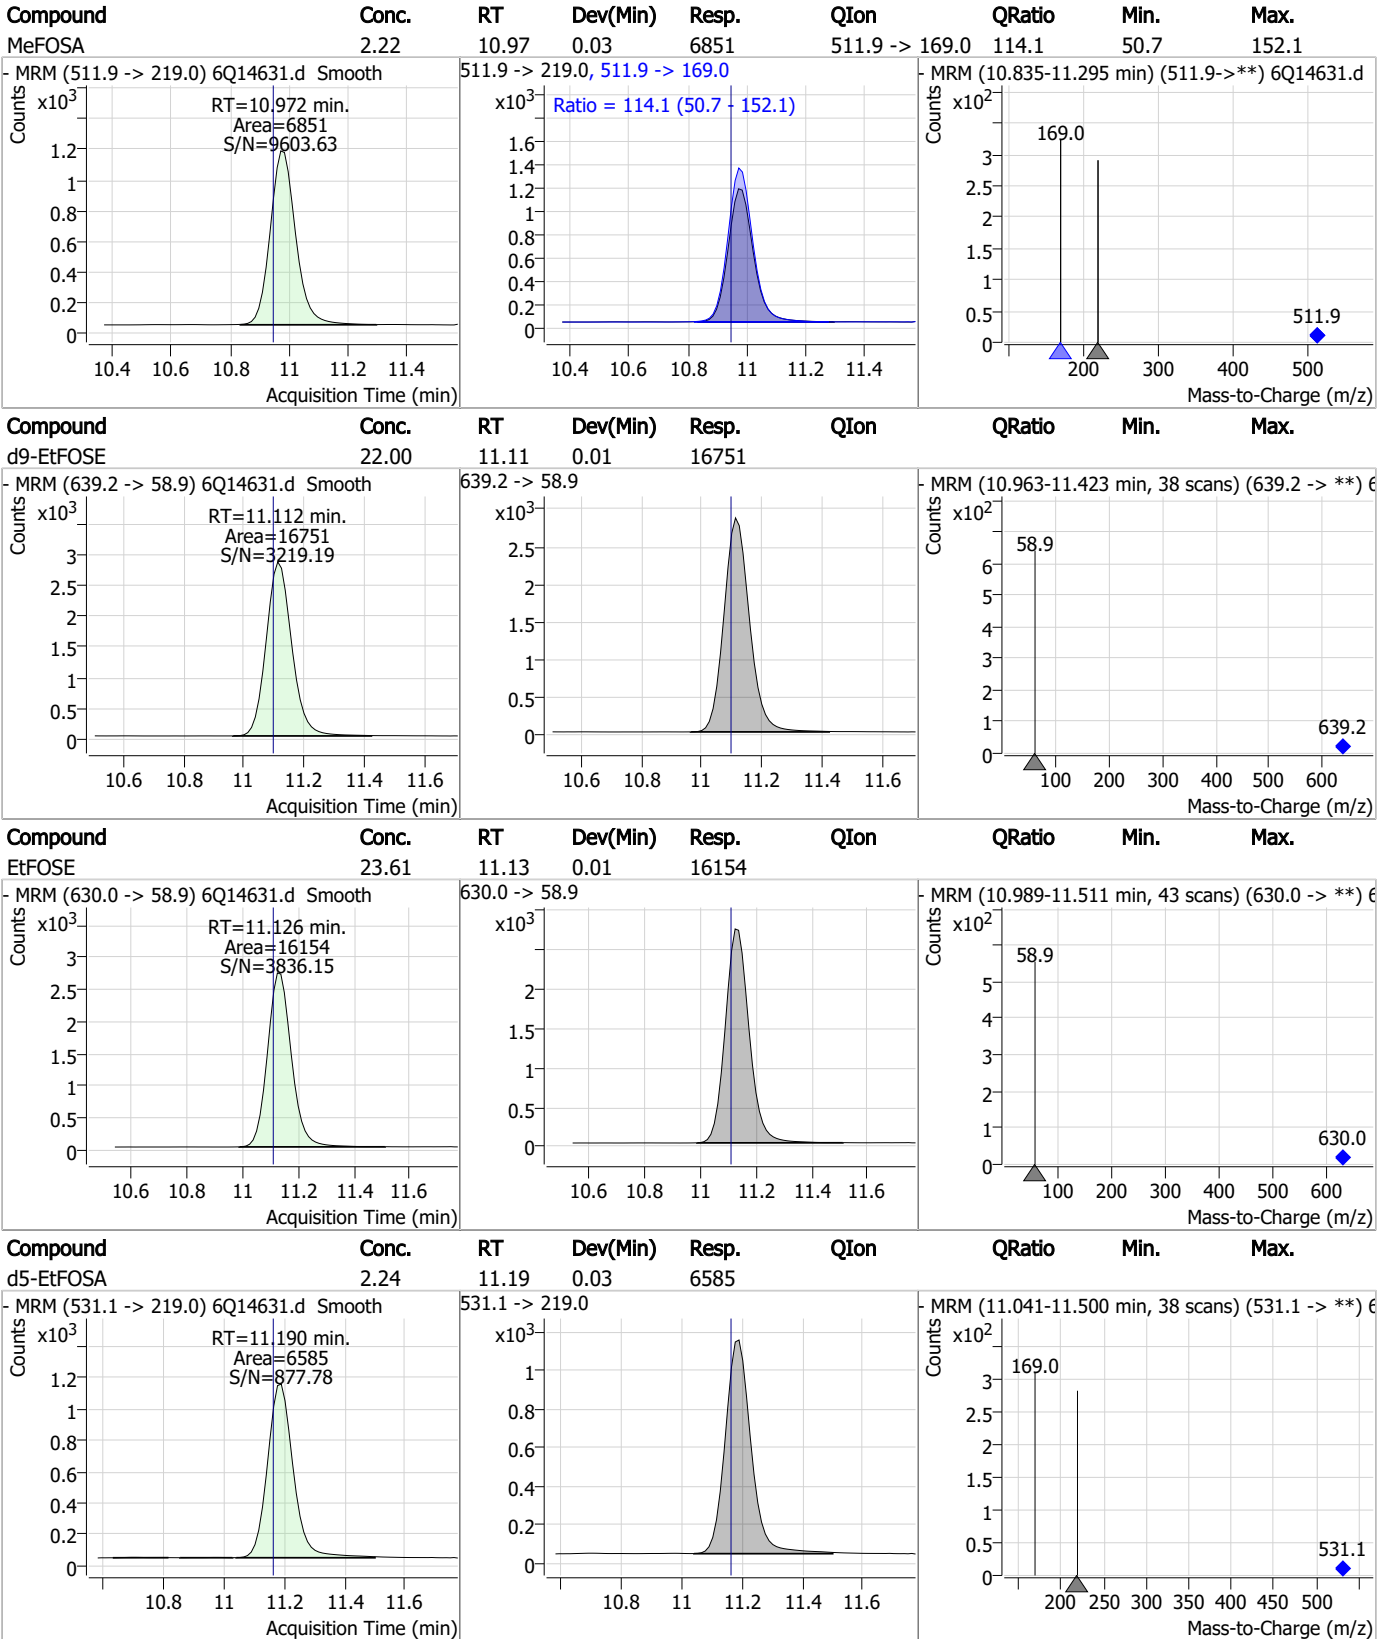 Compound Conc. RT Dev(Min) Resp. QIon QRatio Min. Max.
MeFOSA 2.22 10.97 0.03 6851 511.9 -> 169.0 114.1 50.7 152.1
- MRM (511.9 -> 219.0) 6Q14631.d Smooth
Counts
x10³
RT=10.972 min.
Area=6851
S/N=9603.63
1.2
1
0.8
0.6
0.4
0.2
0
10.4 10.6 10.8 11 11.2 11.4
Acquisition Time (min)
511.9 -> 219.0, 511.9 -> 169.0
x10³
Ratio = 114.1 (50.7 - 152.1)
1.6
1.4
1.2
1
0.8
0.6
0.4
0.2
0
10.4 10.6 10.8 11 11.2 11.4
- MRM (10.835-11.295 min) (511.9->**) 6Q14631.d
Counts
x10²
169.0
3
2.5
2
1.5
1
0.5
0
511.9
200 300 400 500
Mass-to-Charge (m/z)
Compound Conc. RT Dev(Min) Resp. QIon QRatio Min. Max.
d9-EtFOSE 22.00 11.11 0.01 16751
- MRM (639.2 -> 58.9) 6Q14631.d Smooth
Counts
x10³
RT=11.112 min.
Area=16751
S/N=3219.19
3
2.5
2
1.5
1
0.5
0
10.6 10.8 11 11.2 11.4 11.6
Acquisition Time (min)
639.2 -> 58.9
x10³
2.5
2
1.5
1
0.5
0
10.6 10.8 11 11.2 11.4 11.6
- MRM (10.963-11.423 min, 38 scans) (639.2 -> **) 6
Counts
x10²
58.9
6
5
4
3
2
1
0
639.2
100 200 300 400 500 600
Mass-to-Charge (m/z)
Compound Conc. RT Dev(Min) Resp. QIon QRatio Min. Max.
EtFOSE 23.61 11.13 0.01 16154
- MRM (630.0 -> 58.9) 6Q14631.d Smooth
Counts
x10³
RT=11.126 min.
Area=16154
S/N=3836.15
3
2.5
2
1.5
1
0.5
0
10.6 10.8 11 11.2 11.4 11.6
Acquisition Time (min)
630.0 -> 58.9
x10³
2
1.5
1
0.5
0
10.6 10.8 11 11.2 11.4 11.6
- MRM (10.989-11.511 min, 43 scans) (630.0 -> **) 6
Counts
x10²
58.9
5
4
3
2
1
0
630.0
100 200 300 400 500 600
Mass-to-Charge (m/z)
Compound Conc. RT Dev(Min) Resp. QIon QRatio Min. Max.
d5-EtFOSA 2.24 11.19 0.03 6585
- MRM (531.1 -> 219.0) 6Q14631.d Smooth
Counts
x10³
RT=11.190 min.
Area=6585
S/N=877.78
1.2
1
0.8
0.6
0.4
0.2
0
10.8 11 11.2 11.4 11.6
Acquisition Time (min)
531.1 -> 219.0
x10³
1
0.8
0.6
0.4
0.2
0
10.8 11 11.2 11.4 11.6
- MRM (11.041-11.500 min, 38 scans) (531.1 -> **) 6
Counts
x10²
169.0
3
2.5
2
1.5
1
0.5
0
531.1
200 250 300 350 400 450 500
Mass-to-Charge (m/z)